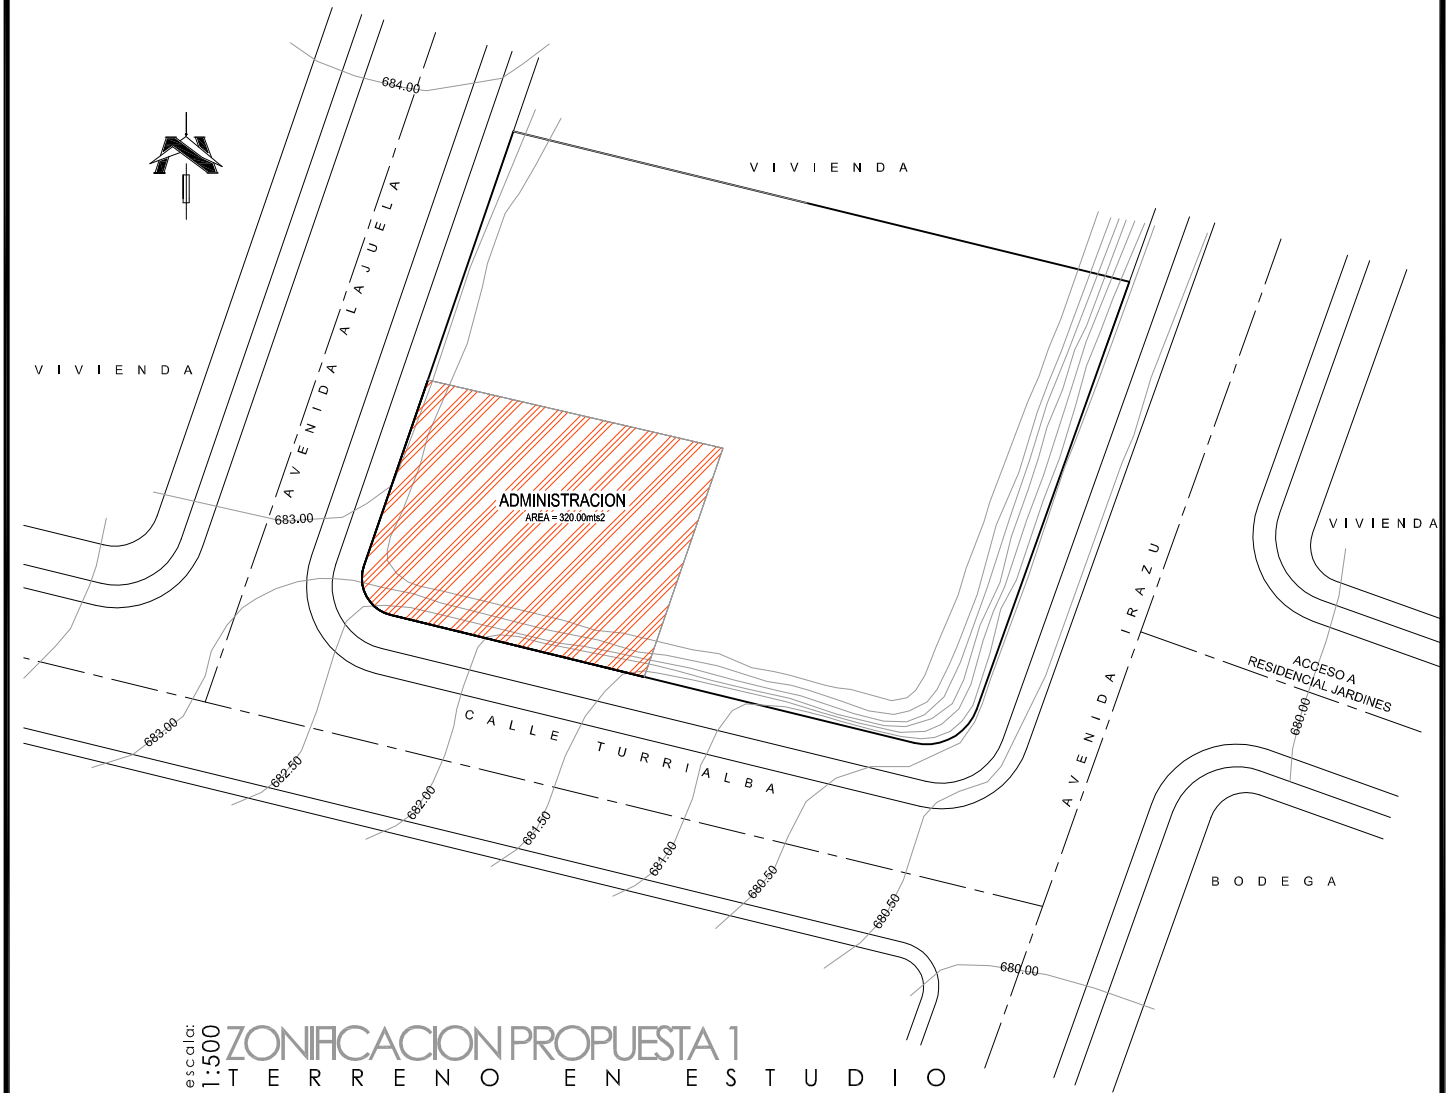 684.00
N
VIVIENDA
AVENIDA ALAJUELA
VIVIENDA
ADMINISTRACION
AREA = 320.00mts2
683.00
VIVIENDA
AVENIDA IRAZU
ACCESO A
RESIDENCIAL JARDINES
680.00
CALLE TURRIALBA
683.00
682.50
682.00
681.50
681.00
680.50
680.50
BODEGA
680.00
escala:
1:500
ZONIFICACION PROPUESTA 1
TERRENO EN ESTUDIO